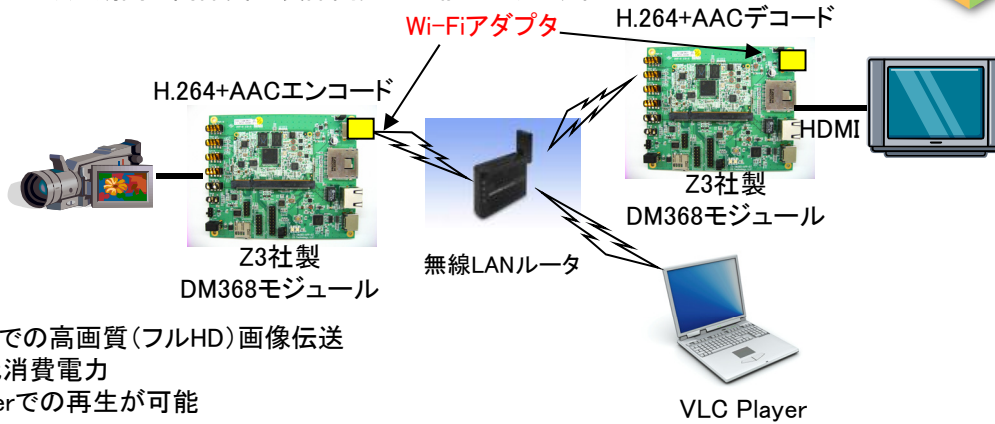 Wi-Fiアダプタ
H.264+AACデコード
H.264+AACエンコード
HDMI
Z3社製
DM368モジュール
Z3社製
DM368モジュール
無線LANルータ
での高画質(フルHD)画像伝送
消費電力
erでの再生が可能
VLC Player